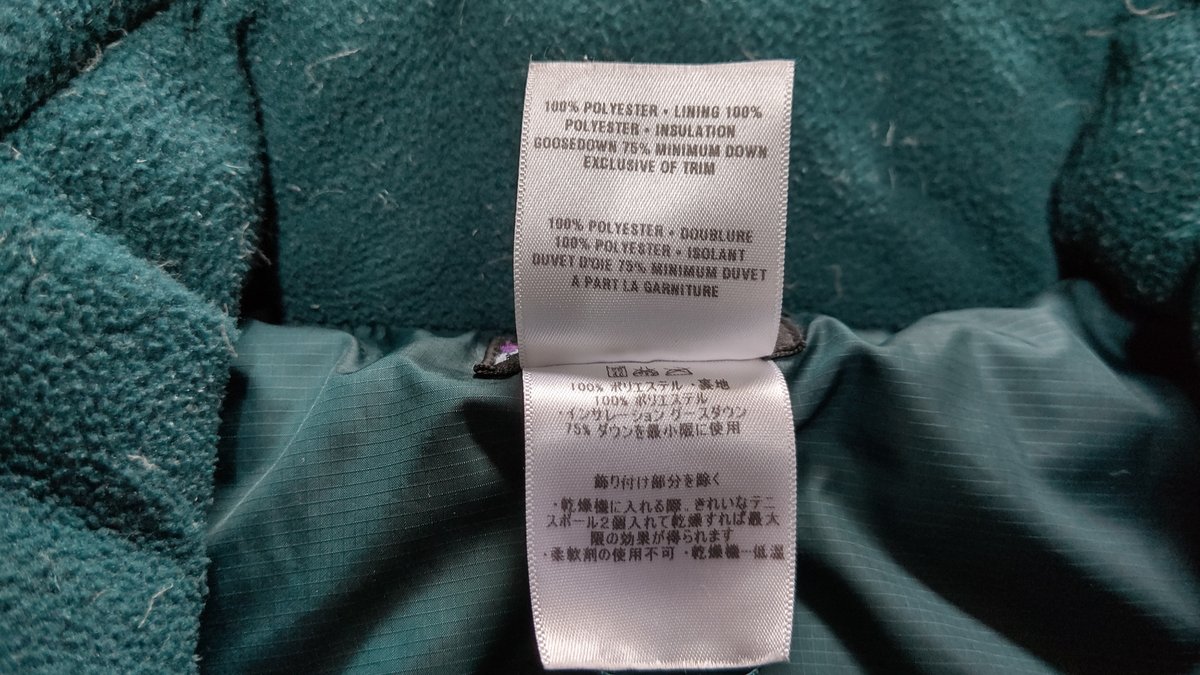 100% POLYESTER • LINING 100%
POLYESTER • INSULATION
GOOSEDOWN 75% MINIMUM DOWN
EXCLUSIVE OF TRIM
100% POLYESTER • DOUBLURE
100% POLYESTER • ISOLANT
DUVET D'OIE 75% MINIMUM DUVET
A PART LA GARNITURE
100% ポリエステル ・裏地
100% ポリエステル
・インサレーション グースダウン
75% ダウンを最小限に使用
飾り付け部分を除く
・乾燥機に入れる際、きれいなテニ
スボール2個入れて乾燥すれば最大
限の効果が得られます
・柔軟剤の使用不可 ・乾燥機－低温